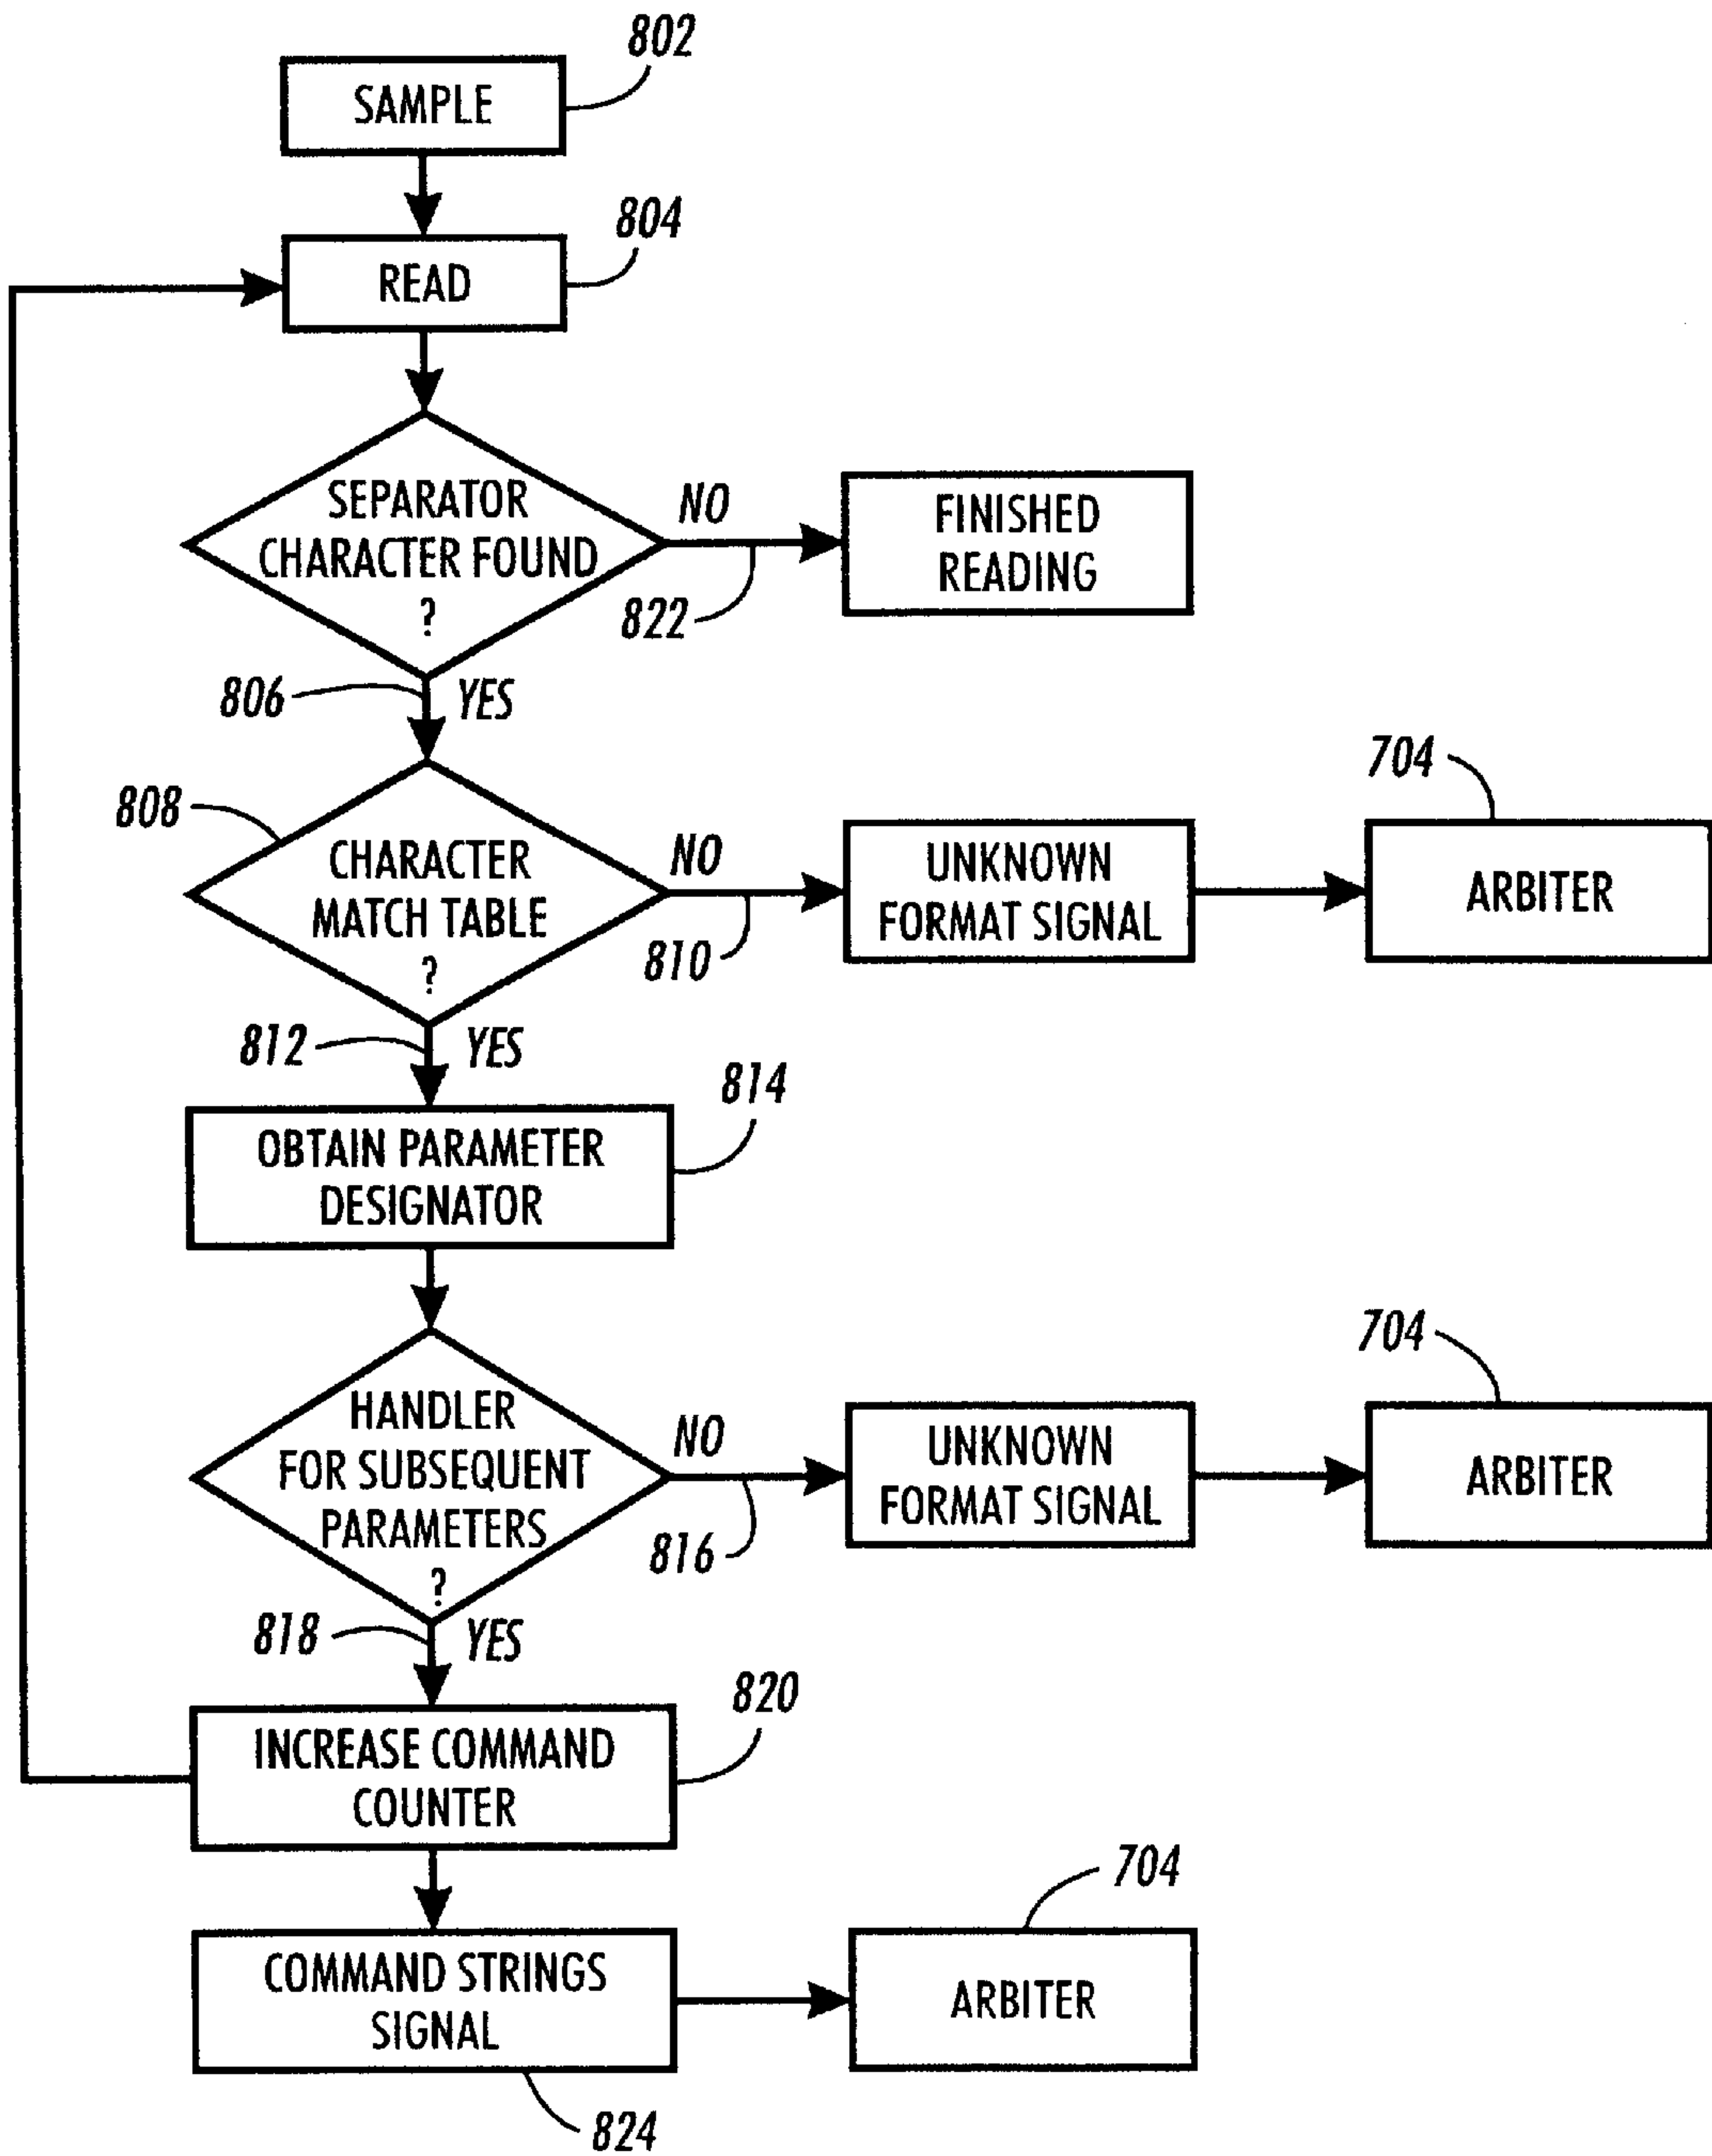 802
SAMPLE
804
READ
SEPARATOR
CHARACTER FOUND
?
NO
822
FINISHED
READING
806
YES
808
CHARACTER
MATCH TABLE
?
NO
810
UNKNOWN
FORMAT SIGNAL
704
ARBITER
812
YES
814
OBTAIN PARAMETER
DESIGNATOR
HANDLER
FOR SUBSEQUENT
PARAMETERS
?
NO
816
UNKNOWN
FORMAT SIGNAL
704
ARBITER
818
YES
820
INCREASE COMMAND
COUNTER
COMMAND STRINGS
SIGNAL
824
704
ARBITER